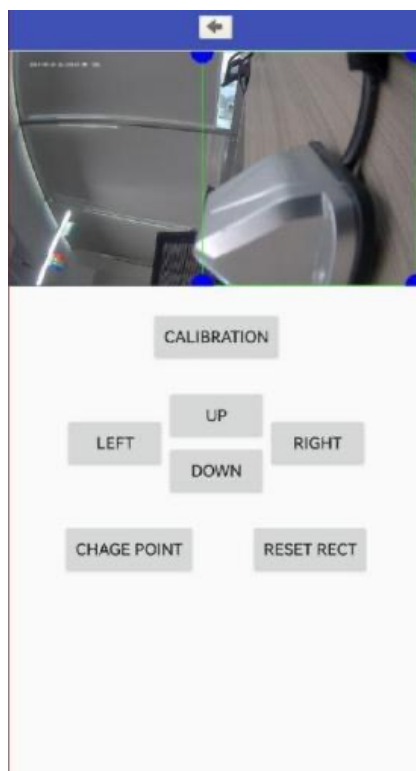 CALIBRATION
UP
LEFT
RIGHT
DOWN
CHAGE POINT
RESET RECT